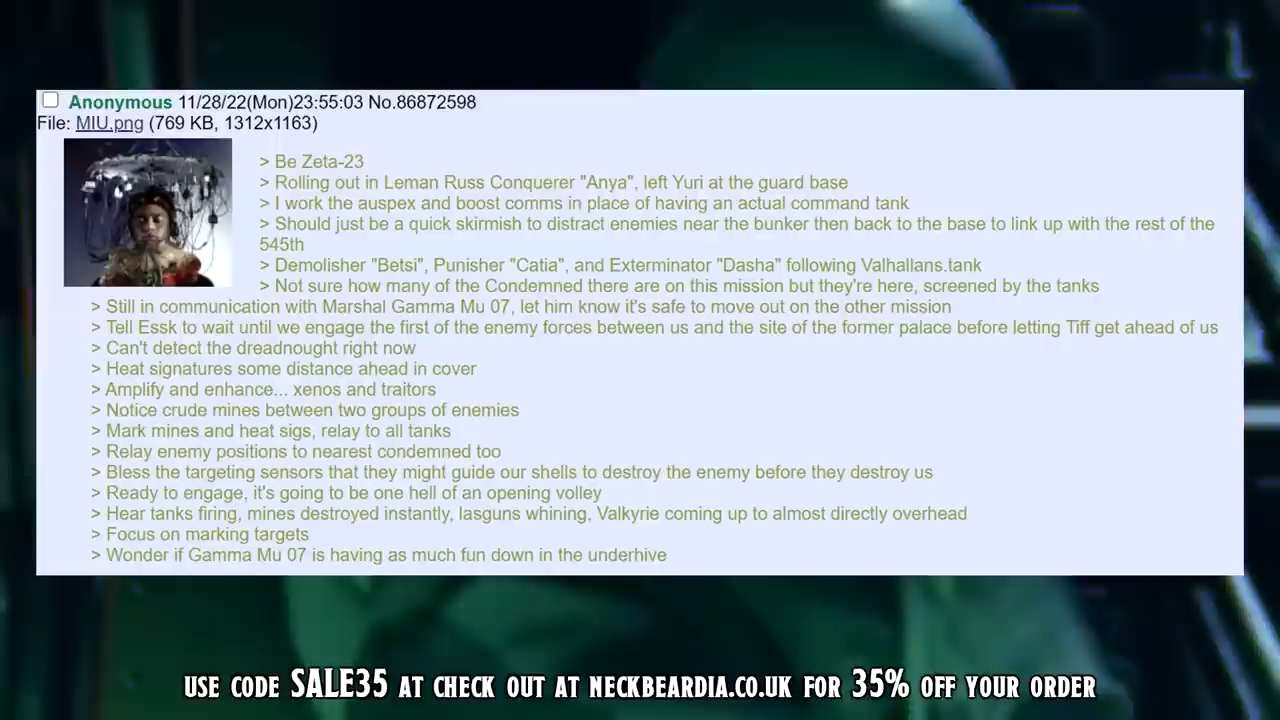 Anonymous 11/28/22(Mon)23:55:03 No.86872598
File: MIU.png (769 KB, 1312x1163)
> Be Zeta-23
> Rolling out in Leman Russ Conquerer "Anya", left Yuri at the guard base
> I work the auspex and boost comms in place of having an actual command tank
> Should just be a quick skirmish to distract enemies near the bunker then back to the base to link up with the rest of the
545th
> Demolisher "Betsi", Punisher "Catia", and Exterminator "Dasha" following Valhallans.tank
> Not sure how many of the Condemned there are on this mission but they're here, screened by the tanks
> Still in communication with Marshal Gamma Mu 07, let him know it's safe to move out on the other mission
> Tell Essk to wait until we engage the first of the enemy forces between us and the site of the former palace before letting Tiff get ahead of us
> Can't detect the dreadnought right now
> Heat signatures some distance ahead in cover
> Amplify and enhance... xenos and traitors
> Notice crude mines between two groups of enemies
> Mark mines and heat sigs, relay to all tanks
> Relay enemy positions to nearest condemned too
> Bless the targeting sensors that they might guide our shells to destroy the enemy before they destroy us
> Ready to engage, it's going to be one hell of an opening volley
> Hear tanks firing, mines destroyed instantly, lasguns whining, Valkyrie coming up to almost directly overhead
> Focus on marking targets
> Wonder if Gamma Mu 07 is having as much fun down in the underhive
USE CODE SALE35 AT CHECK OUT AT NECKBEARDIA.CO.UK FOR 35% OFF YOUR ORDER